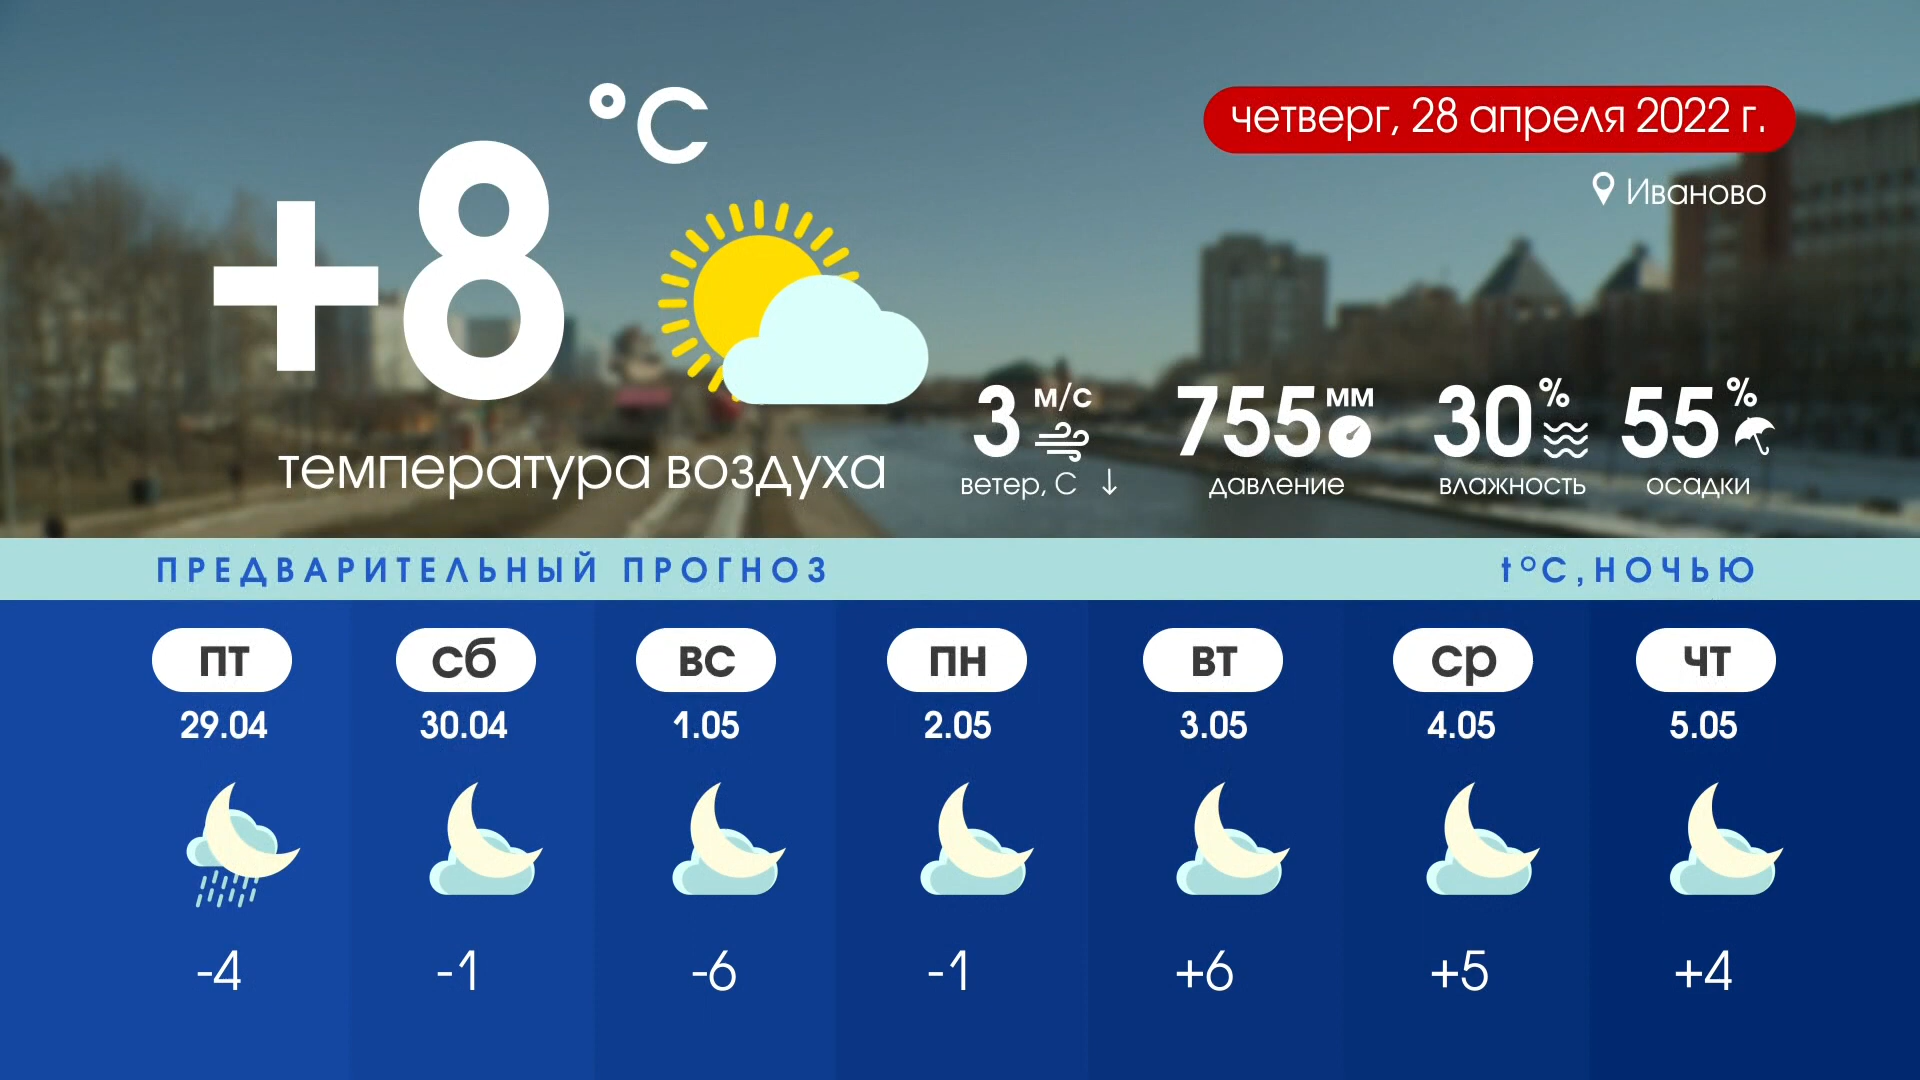 °C
+8
температура воздуха
четверг, 28 апреля 2022 г.
Иваново
3 м/с
ветер, С ↓
755 мм
давление
30 %
влажность
55 %
осадки
ПРЕДВАРИТЕЛЬНЫЙ ПРОГНОЗ
t°C, НОЧЬЮ
пт сб вс пн вт ср чт
29.04 30.04 1.05 2.05 3.05 4.05 5.05
-4 -1 -6 -1 +6 +5 +4